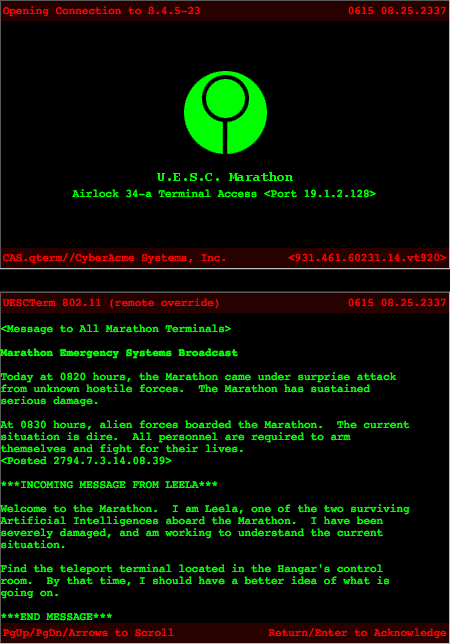 Opening Connection to ß.4.5-23 0615 08.25.2337
U.E.S.C. Marathon
Airlock 34-a Terminal Access <Port 19.1.2.128>
CAS.qterm//CyberAcme Systems, Inc. <931.461.60231.14.vt920>
UESCTerm 802.11 (remote override) 0615 08.25.2337
<Message to All Marathon Terminals>
Marathon Emergency Systems Broadcast
Today at 0820 hours, the Marathon came under surprise attack
from unknown hostile forces.  The Marathon has sustained
serious damage.
At 0830 hours, alien forces boarded the Marathon.  The current
situation is dire.  All personnel are required to arm
themselves and fight for their lives.
<Posted 2794.7.3.14.08.39>
***INCOMING MESSAGE FROM LEELA***
Welcome to the Marathon.  I am Leela, one of the two surviving
Artificial Intelligences aboard the Marathon.  I have been
severely damaged, and am working to understand the current
situation.
Find the teleport terminal located in the Hangar's control
room.  By that time, I should have a better idea of what is
going on.
***END MESSAGE***
PgUp/PgDn/Arrows to Scroll Return/Enter to Acknowledge